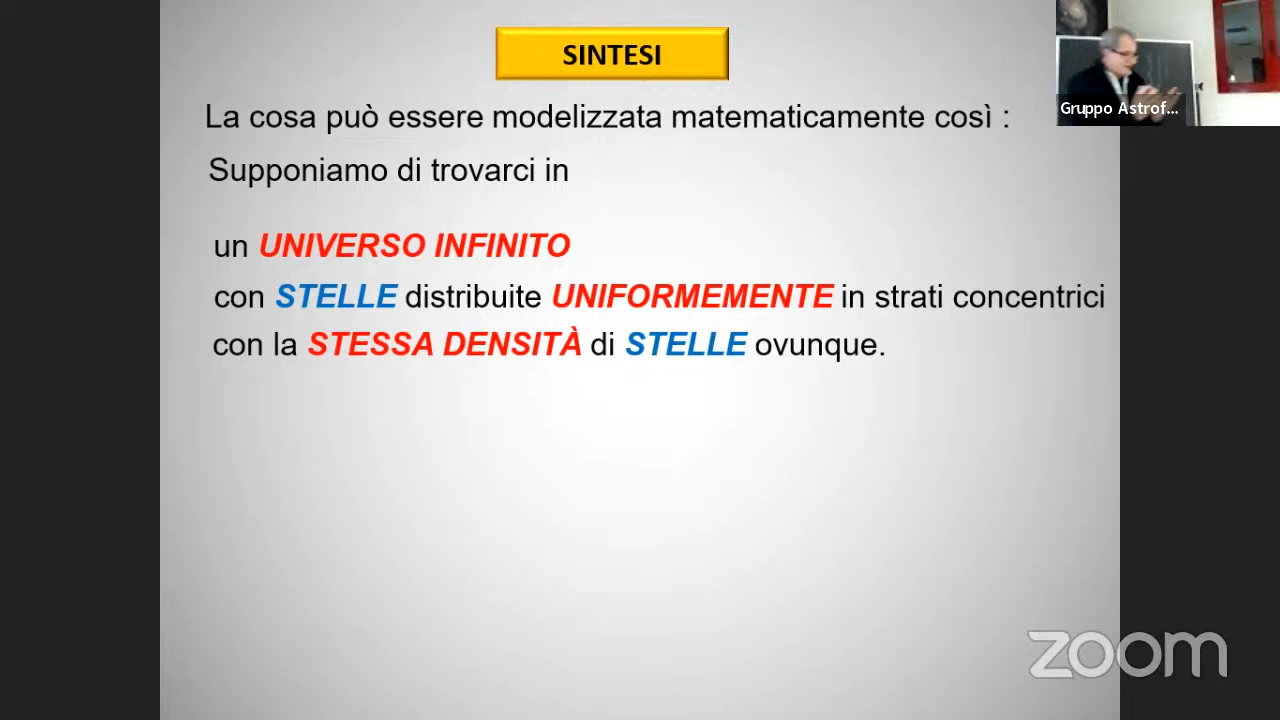 SINTESI
Gruppo Astrof...
La cosa può essere modelizzata matematicamente così :
Supponiamo di trovarci in
un UNIVERSO INFINITO
con STELLE distribuite UNIFORMEMENTE in strati concentrici
con la STESSA DENSITÀ di STELLE ovunque.
zoom